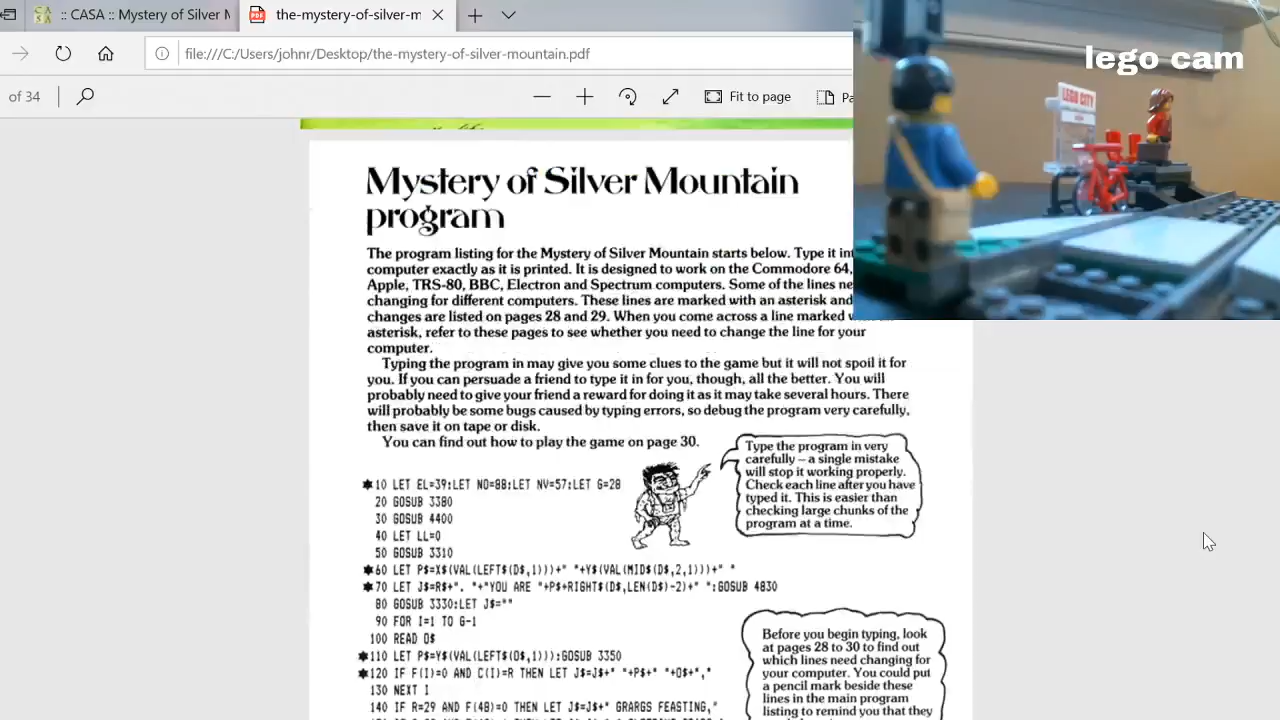 :: CASA :: Mystery of Silver M
the-mystery-of-silver-m
file:///C:/Users/johnr/Desktop/the-mystery-of-silver-mountain.pdf
of 34
Fit to page
Pa
lego cam
LEGO CITY
Mystery of Silver Mountain
program
The program listing for the Mystery of Silver Mountain starts below. Type it int
computer exactly as it is printed. It is designed to work on the Commodore 64,
Apple, TRS-80, BBC, Electron and Spectrum computers. Some of the lines ne
changing for different computers. These lines are marked with an asterisk and
changes are listed on pages 28 and 29. When you come across a line marked
asterisk, refer to these pages to see whether you need to change the line for your
computer.
Typing the program in may give you some clues to the game but it will not spoil it for
you. If you can persuade a friend to type it in for you, though, all the better. You will
probably need to give your friend a reward for doing it as it may take several hours. There
will probably be some bugs caused by typing errors, so debug the program very carefully,
then save it on tape or disk.
You can find out how to play the game on page 30.
Type the program in very
carefully – a single mistake
will stop it working properly.
Check each line after you have
typed it. This is easier than
checking large chunks of the
program at a time.
*10 LET EL=39:LET NO=88:LET NV=57:LET G=28
20 GOSUB 3380
30 GOSUB 4400
40 LET LL=0
50 GOSUB 3310
*60 LET P$=X$(VAL(LEFT$(D$,1)))+" "+Y$(VAL(MID$(D$,2,1)))+" "
*70 LET J$=R$+". "+"YOU ARE "+P$+RIGHT$(D$,LEN(D$)-2)+" ":GOSUB 4830
80 GOSUB 3330:LET J$=""
90 FOR I=1 TO G-1
100 READ O$
*110 LET P$=Y$(VAL(LEFT$(O$,1))):GOSUB 3350
*120 IF F(I)=0 AND C(I)=R THEN LET J$=J$+" "+P$+" "+O$+","
130 NEXT I
140 IF R=29 AND F(48)=0 THEN LET J$=J$+" GRARGS FEASTING,"
Before you begin typing, look
at pages 28 to 30 to find out
which lines need changing for
your computer. You could put
a pencil mark beside these
lines in the main program
listing to remind you that they